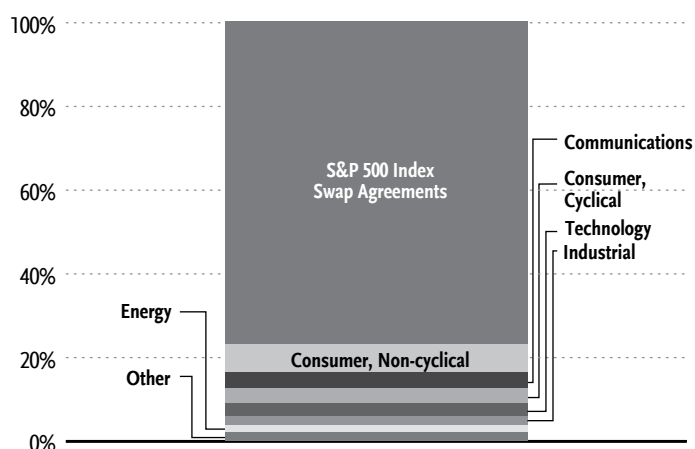 100%
80%
60%
40%
20%
0%
S&P 500 Index
Swap Agreements
Consumer, Non-cyclical
Communications
Consumer,
Cyclical
Technology
Industrial
Energy
Other